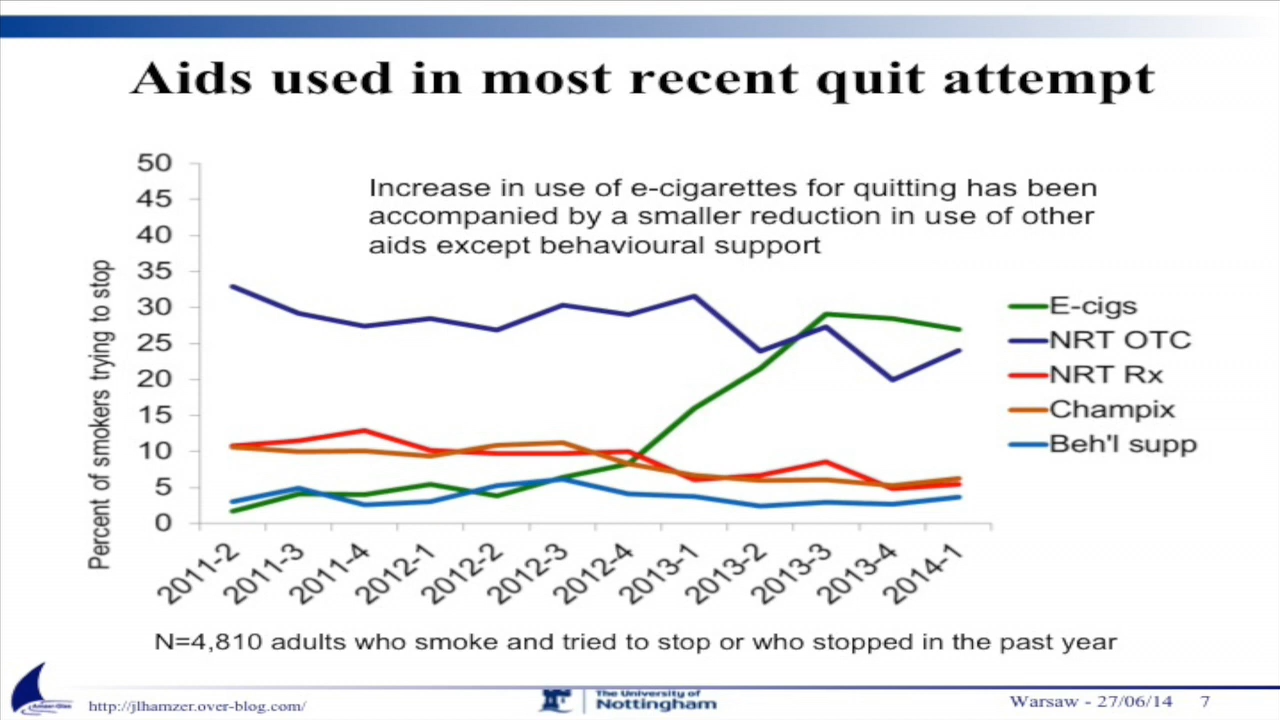 Aids used in most recent quit attempt
50
45
40
35
30
25
20
15
10
5
0
Percent of smokers trying to stop
Increase in use of e-cigarettes for quitting has been
accompanied by a smaller reduction in use of other
aids except behavioural support
E-cigs
NRT OTC
NRT Rx
Champix
Beh'l supp
2011-2
2011-3
2011-4
2012-1
2012-2
2012-3
2012-4
2013-1
2013-2
2013-3
2013-4
2014-1
N=4,810 adults who smoke and tried to stop or who stopped in the past year
http://jlhamzer.over-blog.com/
The University of
Nottingham
Warsaw - 27/06/14 7